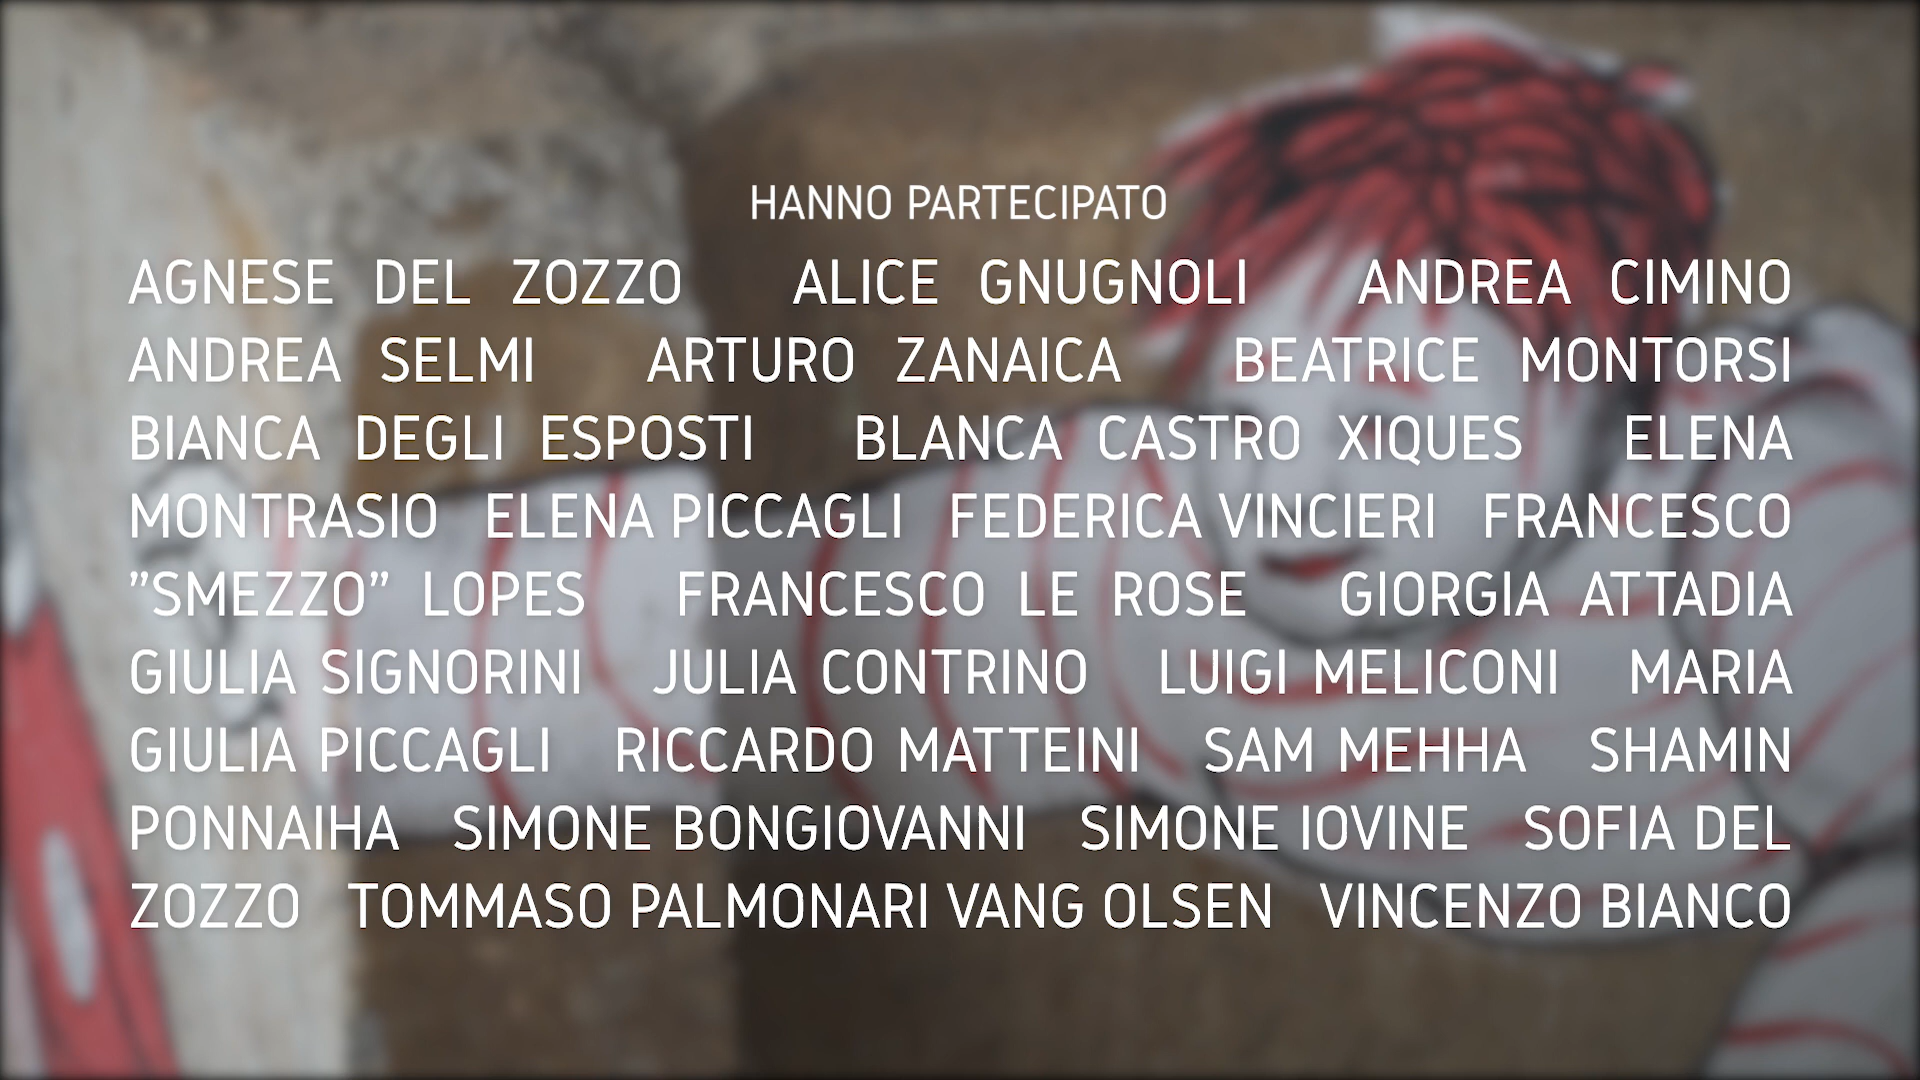 HANNO PARTECIPATO
AGNESE DEL ZOZZO ALICE GNUGNOLI ANDREA CIMINO
ANDREA SELMI ARTURO ZANAICA BEATRICE MONTORSI
BIANCA DEGLI ESPOSTI BLANCA CASTRO XIQUES ELENA
MONTRASIO ELENA PICCAGLI FEDERICA VINCIERI FRANCESCO
”SMEZZO” LOPES FRANCESCO LE ROSE GIORGIA ATTADIA
GIULIA SIGNORINI JULIA CONTRINO LUIGI MELICONI MARIA
GIULIA PICCAGLI RICCARDO MATTEINI SAM MEHHA SHAMIN
PONNAIHA SIMONE BONGIOVANNI SIMONE IOVINE SOFIA DEL
ZOZZO TOMMASO PALMONARI VANG OLSEN VINCENZO BIANCO